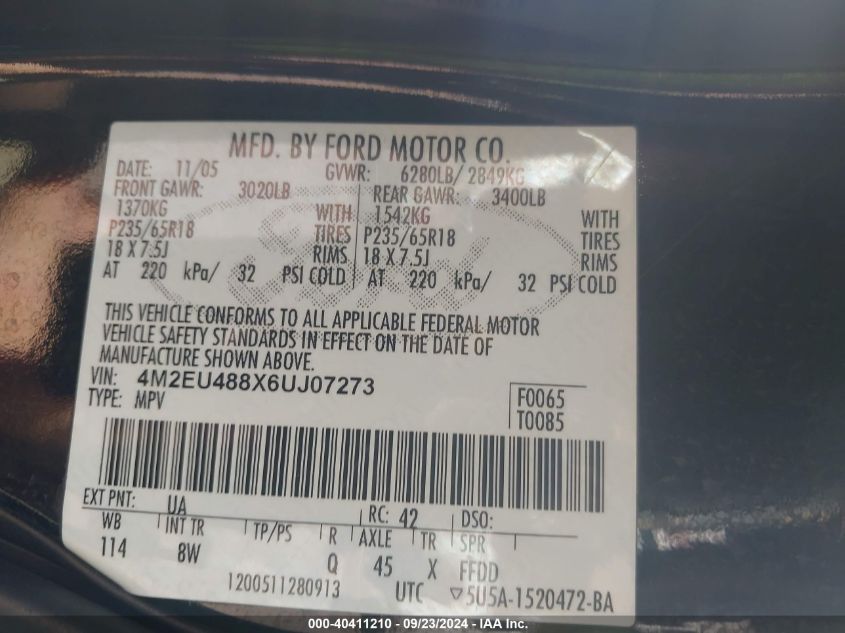 MFD. BY FORD MOTOR CO.
DATE: 11/05 GVWR: 6280LB/ 2849KG
FRONT GAWR: 3020LB REAR GAWR: 3400LB
1370KG WITH 1542KG WITH
P235/65R18 TIRES P235/65R18 TIRES
18 X 7.5J RIMS 18 X 7.5J RIMS
AT 220 kPa/ 32 PSI COLD AT 220 kPa/ 32 PSI COLD
THIS VEHICLE CONFORMS TO ALL APPLICABLE FEDERAL MOTOR
VEHICLE SAFETY STANDARDS IN EFFECT ON THE DATE OF
MANUFACTURE SHOWN ABOVE.
VIN: 4M2EU488X6UJ07273
TYPE: MPV
F0065
T0085
EXT PNT: UA RC: 42 DSO:
WB INT TR TP/PS R AXLE TR SPR
114 8W Q 45 X FFDD
1200511280913 UTC ▽5U5A-1520472-BA
Ford
000-40411210 - 09/23/2024 - IAA Inc.